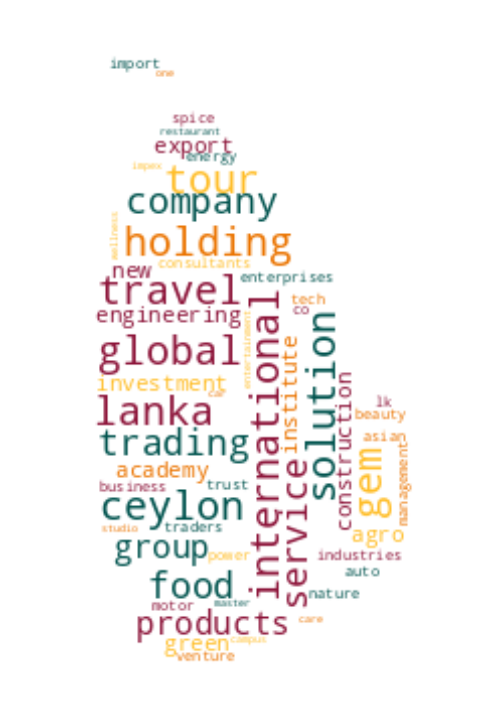 import
one
spice
restaurant
export
energy
impex
tour
company
wellness
holding
consultants
new
enterprises
travel
tech
co
engineering
international
solution
entertainment
institute
global
investment
car
construction
lanka
lk
beauty
trading
asian
gem
management
academy
service
business
trust
ceylon
studio
traders
agro
group
power
industries
auto
food
nature
motor
master
products
care
green
campus
venture